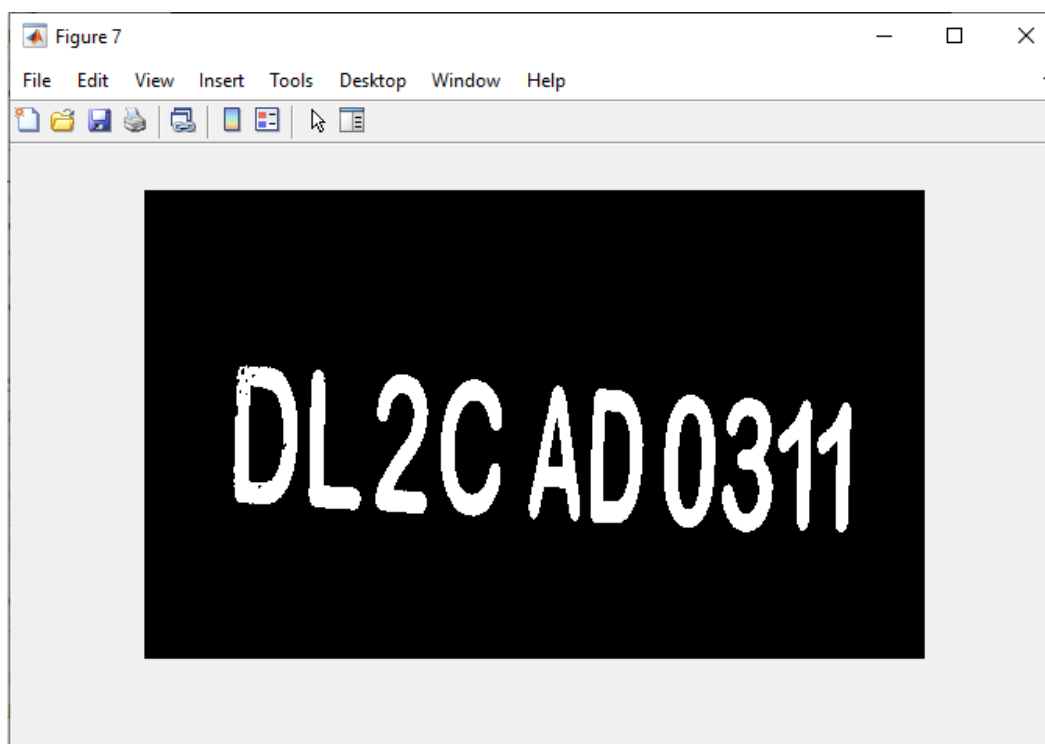 Figure 7
File Edit View Insert Tools Desktop Window Help
DL2C AD 0311